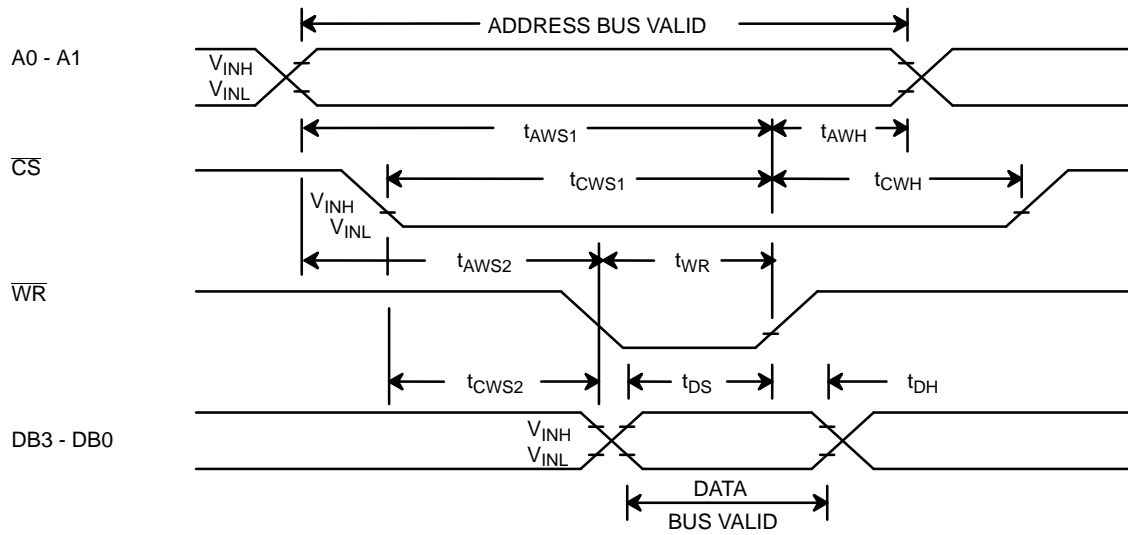 ADDRESS BUS VALID
A0 - A1
VINH
VINL
tAWS1
tAWH
CS
tCWS1
tCWH
VINH
VINL
tAWS2
tWR
WR
tCWS2
tDS
tDH
DB3 - DB0
VINH
VINL
DATA
BUS VALID